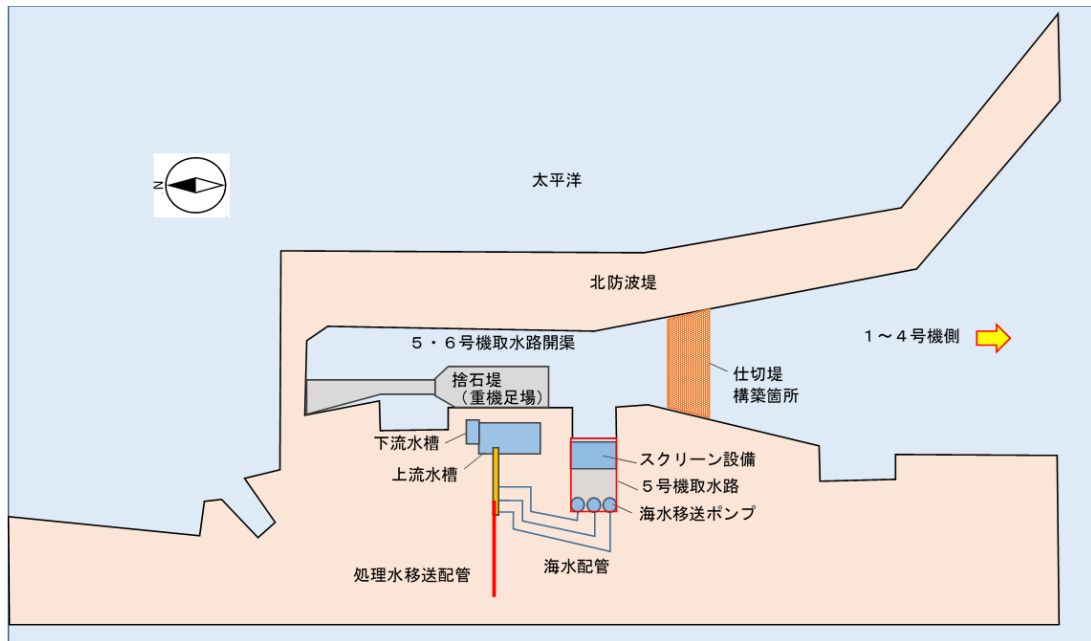 太平洋
N
北防波堤
５・６号機取水路開渠
１～４号機側
捨石堤
（重機足場）
仕切堤
構築箇所
下流水槽
上流水槽
スクリーン設備
５号機取水路
海水移送ポンプ
海水配管
処理水移送配管